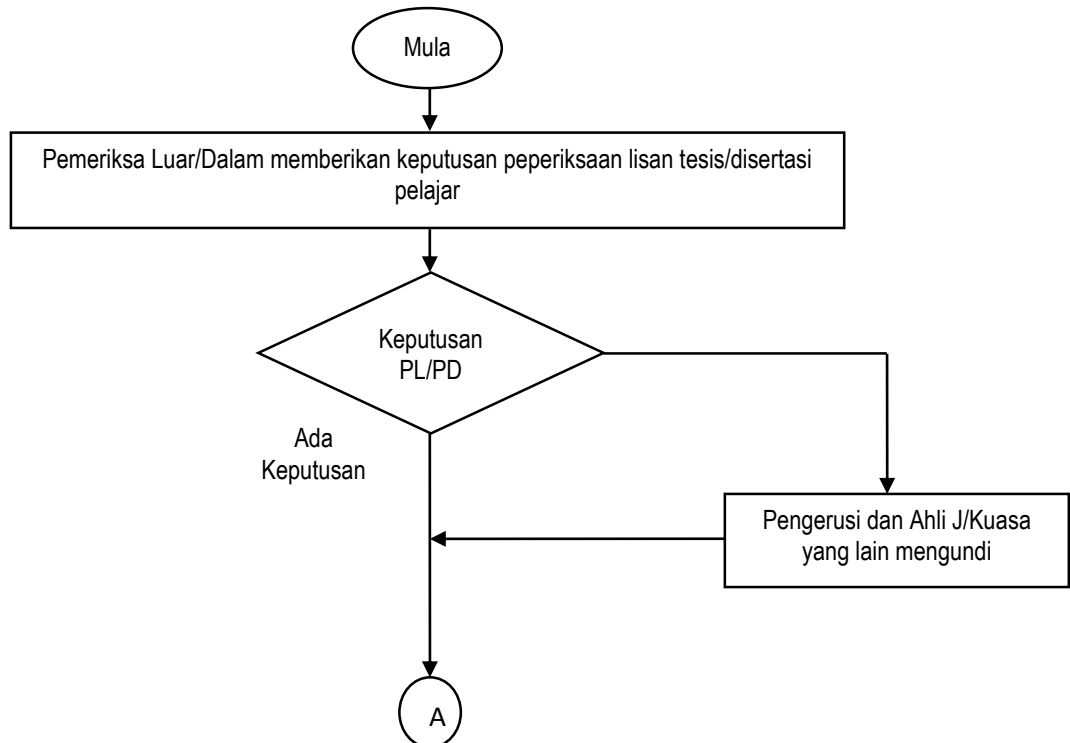 Mula
Pemeriksa Luar/Dalam memberikan keputusan peperiksaan lisan tesis/disertasi
pelajar
Keputusan
PL/PD
Ada
Keputusan
Pengerusi dan Ahli J/Kuasa
yang lain mengundi
A